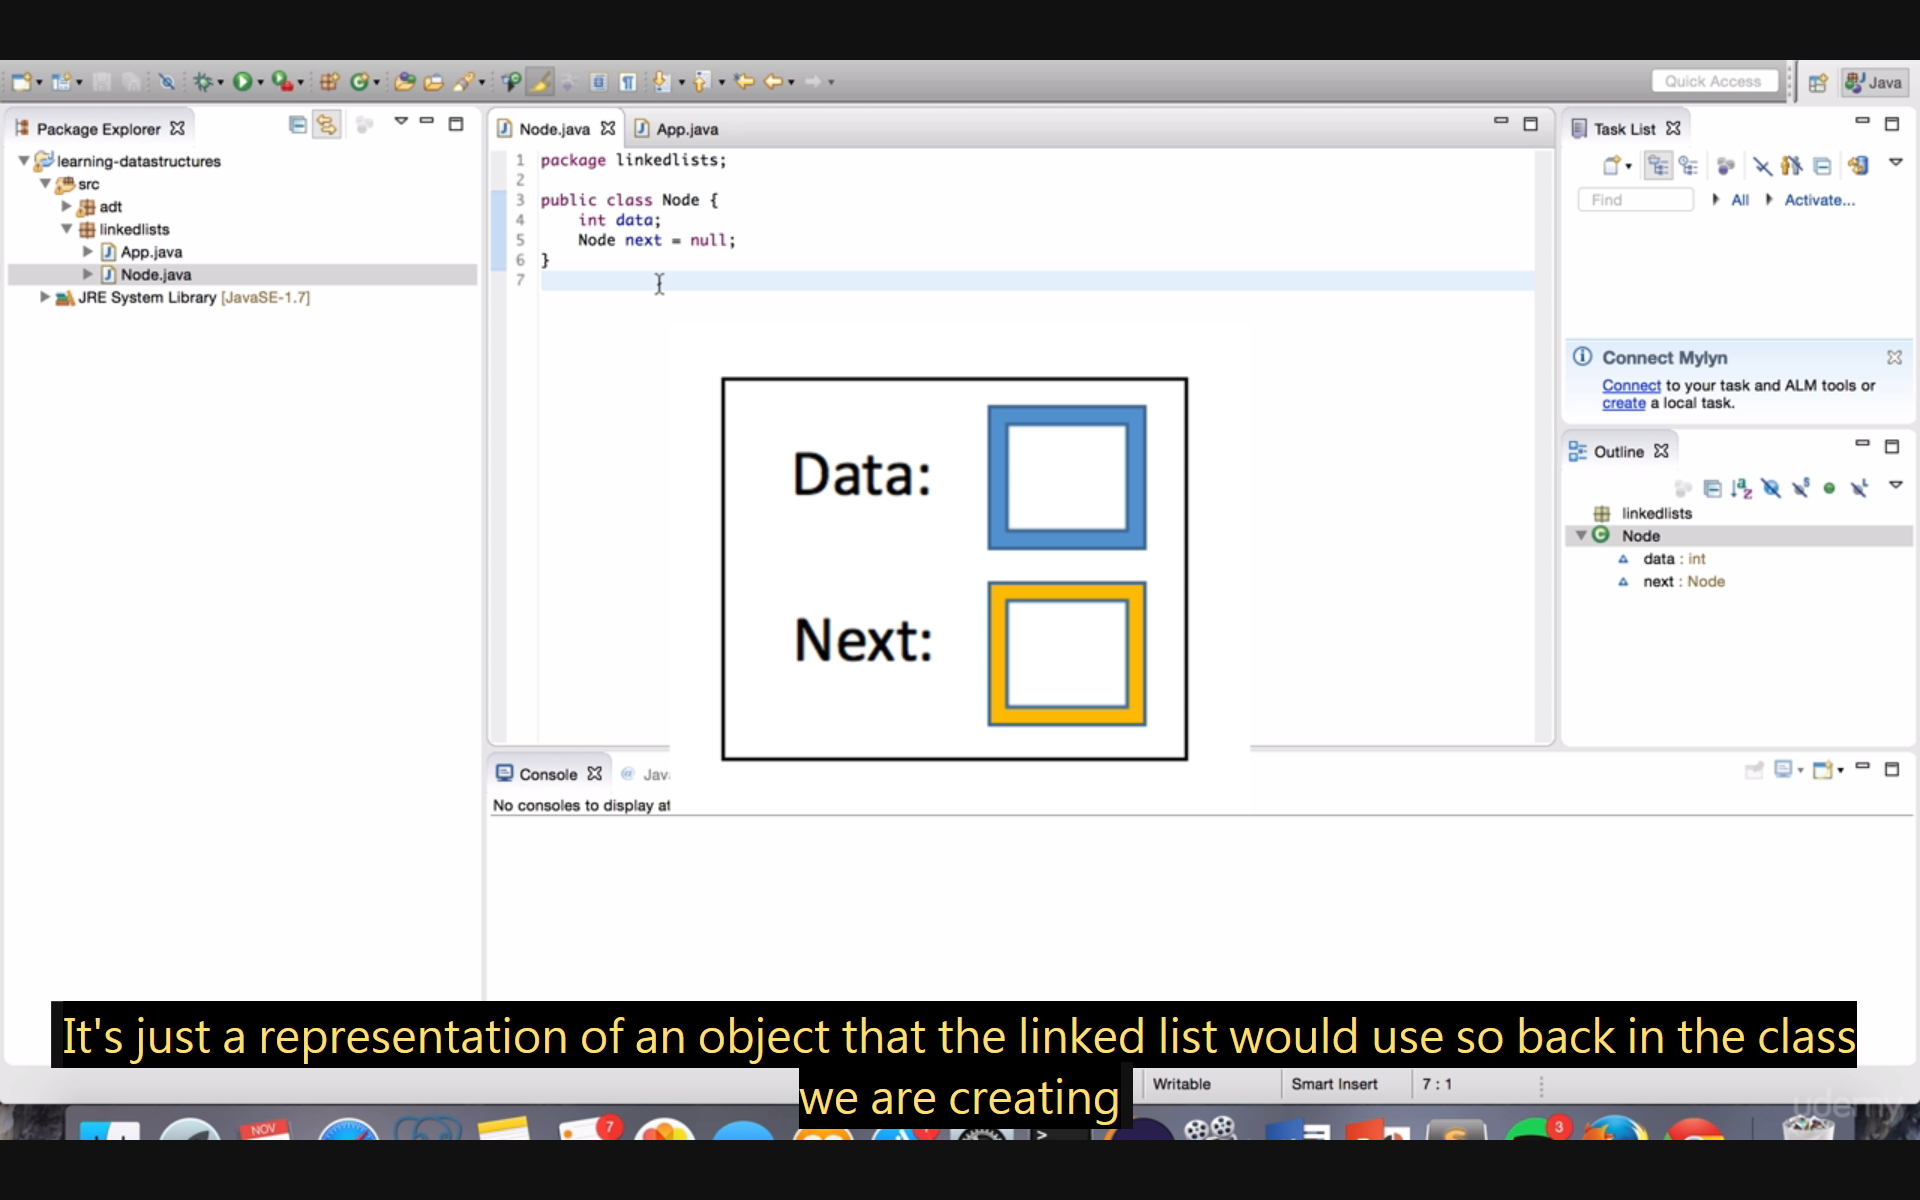 Quick Access
Java
Package Explorer
learning-datastructures
src
adt
linkedlists
App.java
Node.java
JRE System Library [JavaSE-1.7]
Node.java
App.java
1 package linkedlists;
2
3 public class Node {
4 int data;
5 Node next = null;
6 }
7
Data:
Next:
Task List
Find
All
Activate...
Connect Mylyn
Connect to your task and ALM tools or
create a local task.
Outline
linkedlists
Node
data : int
next : Node
Console
@ Java
No consoles to display at
It's just a representation of an object that the linked list would use so back in the class
we are creating
Writable
Smart Insert
7 : 1
udemy
NOV
7
3